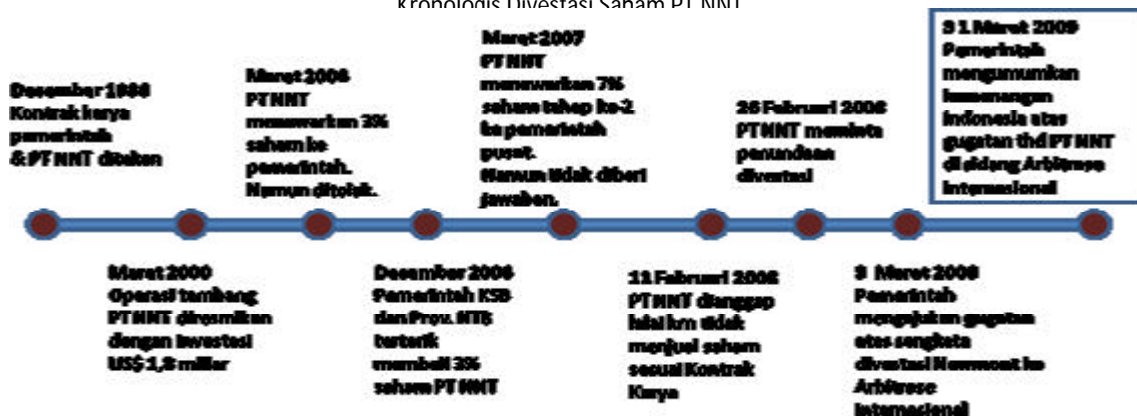 Kronologis Divestasi Saham PT NNT
Desember 1986
Kontrak karya
pemerintah
& PT NNT diteken
Maret 2000
Operasi tambang
PT NNT diresmikan
dengan investasi
US$ 1,8 miliar
Maret 2006
PT NNT
menawarkan 3%
saham ke
pemerintah.
Namun ditolak.
Desember 2006
Pemerintah KSB
dan Prov. NTB
tertarik
membeli 3%
saham PT NNT
Maret 2007
PT NNT
menawarkan 7%
saham tahap ke-2
ke pemerintah
pusat.
Namun tidak diberi
jawaban.
11 Februari 2008
PT NNT dianggap
lalai krn tidak
menjual saham
sesuai Kontrak
Karya
26 Februari 2008
PT NNT meminta
penundaan
divestasi
3 Maret 2008
Pemerintah
mengajukan gugatan
atas sengketa
divestasi Newmont ke
Arbitrase
Internasional
31 Maret 2009
Pemerintah
mengumumkan
kemenangan
Indonesia atas
gugatan thd PT NNT
di sidang Arbitrase
Internasional